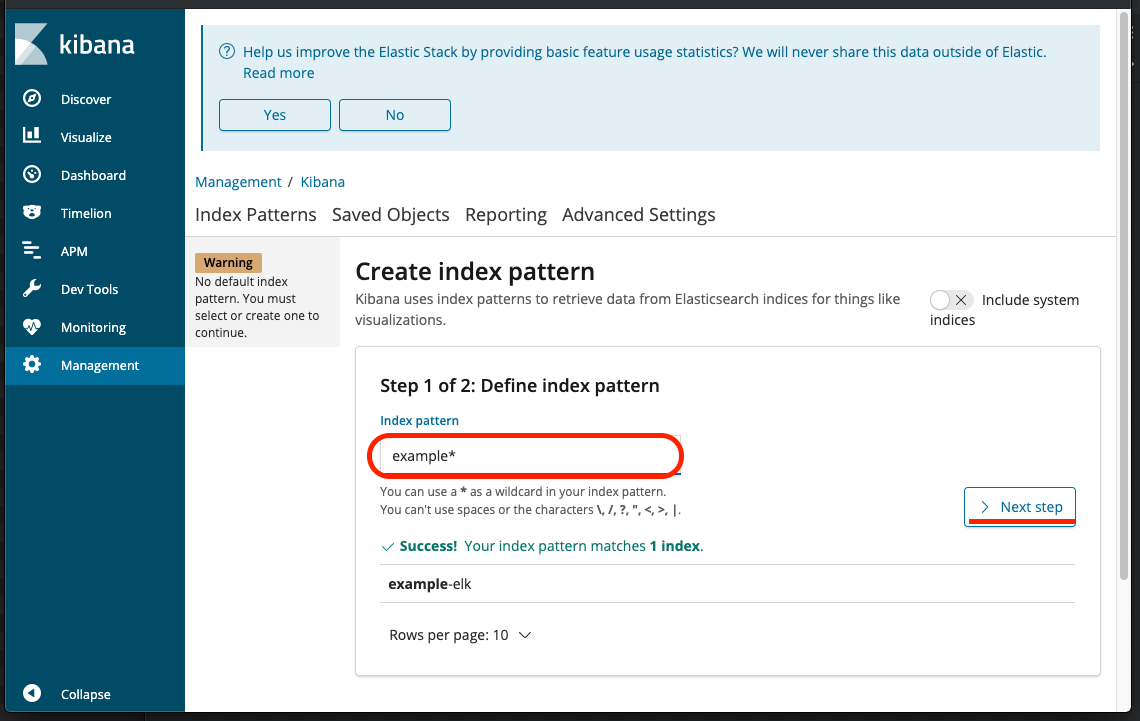 kibana
Discover
Visualize
Dashboard
Timelion
APM
Dev Tools
Monitoring
Management
Collapse
Help us improve the Elastic Stack by providing basic feature usage statistics? We will never share this data outside of Elastic.
Read more
Yes
No
Management / Kibana
Index Patterns Saved Objects Reporting Advanced Settings
Warning
No default index
pattern. You must
select or create one to
continue.
Create index pattern
Kibana uses index patterns to retrieve data from Elasticsearch indices for things like
visualizations.
Include system
indices
Step 1 of 2: Define index pattern
Index pattern
example*
You can use a * as a wildcard in your index pattern.
You can't use spaces or the characters \, /, ?, ", <, >, |.
Next step
Success! Your index pattern matches 1 index.
example-elk
Rows per page: 10